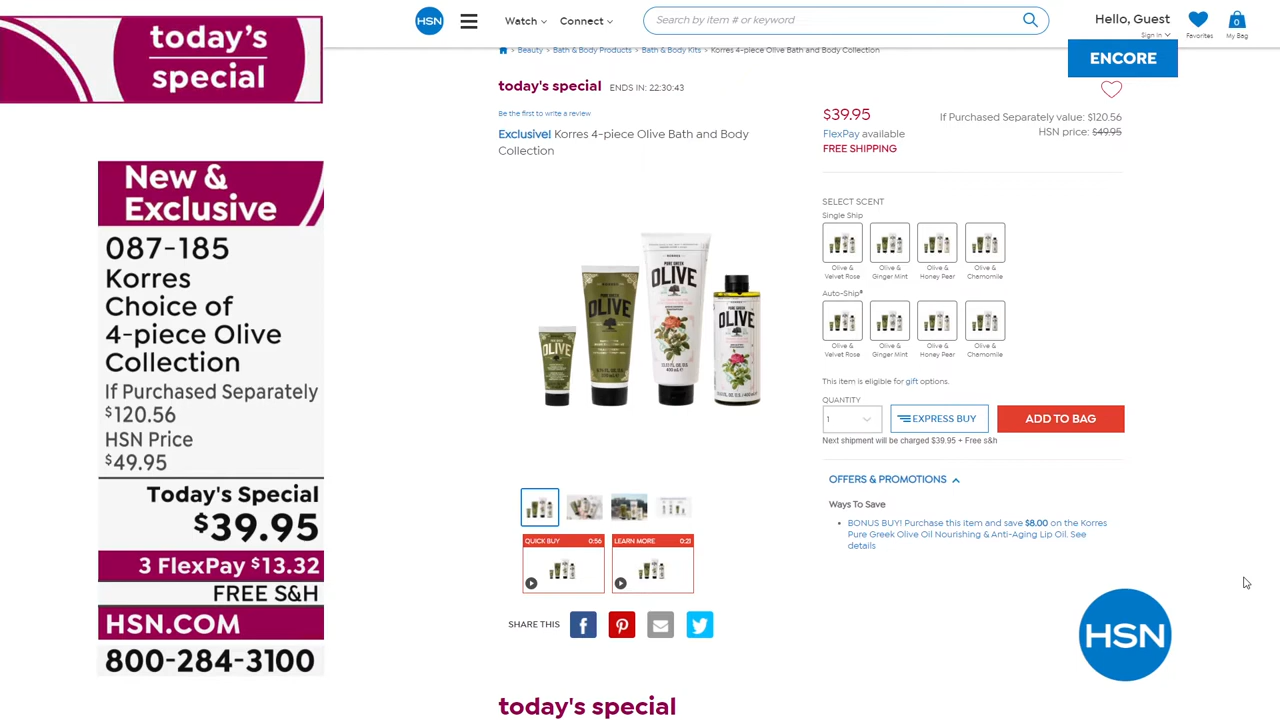 today's
special
New &
Exclusive
087-185
Korres
Choice of
4-piece Olive
Collection
If Purchased Separately
$120.56
HSN Price
$49.95
Today's Special
$39.95
3 FlexPay $13.32
FREE S&H
HSN.COM
800-284-3100
HSN
Watch
Connect
Search by item # or keyword
Hello, Guest
Sign in
Favorites
0
My Bag
ENCORE
> Beauty > Bath & Body Products > Bath & Body Kits > Korres 4-piece Olive Bath and Body Collection
today's special ENDS IN: 22:30:43
Be the first to write a review
Exclusive! Korres 4-piece Olive Bath and Body
Collection
PURE GREEK
OLIVE
OLIVE
OLIVE
OLIVE
QUICK BUY 0:56
LEARN MORE 0:21
SHARE THIS
today's special
$39.95
FlexPay available
FREE SHIPPING
If Purchased Separately value: $120.56
HSN price: $49.95
SELECT SCENT
Single Ship
Olive & Velvet Rose
Olive & Ginger Mint
Olive & Honey Pear
Olive & Chamomile
Auto-Ship®
Olive & Velvet Rose
Olive & Ginger Mint
Olive & Honey Pear
Olive & Chamomile
This item is eligible for gift options.
QUANTITY
1
EXPRESS BUY
ADD TO BAG
Next shipment will be charged $39.95 + Free s&h
OFFERS & PROMOTIONS
Ways To Save
BONUS BUY! Purchase this item and save $8.00 on the Korres
Pure Greek Olive Oil Nourishing & Anti-Aging Lip Oil. See
details
HSN